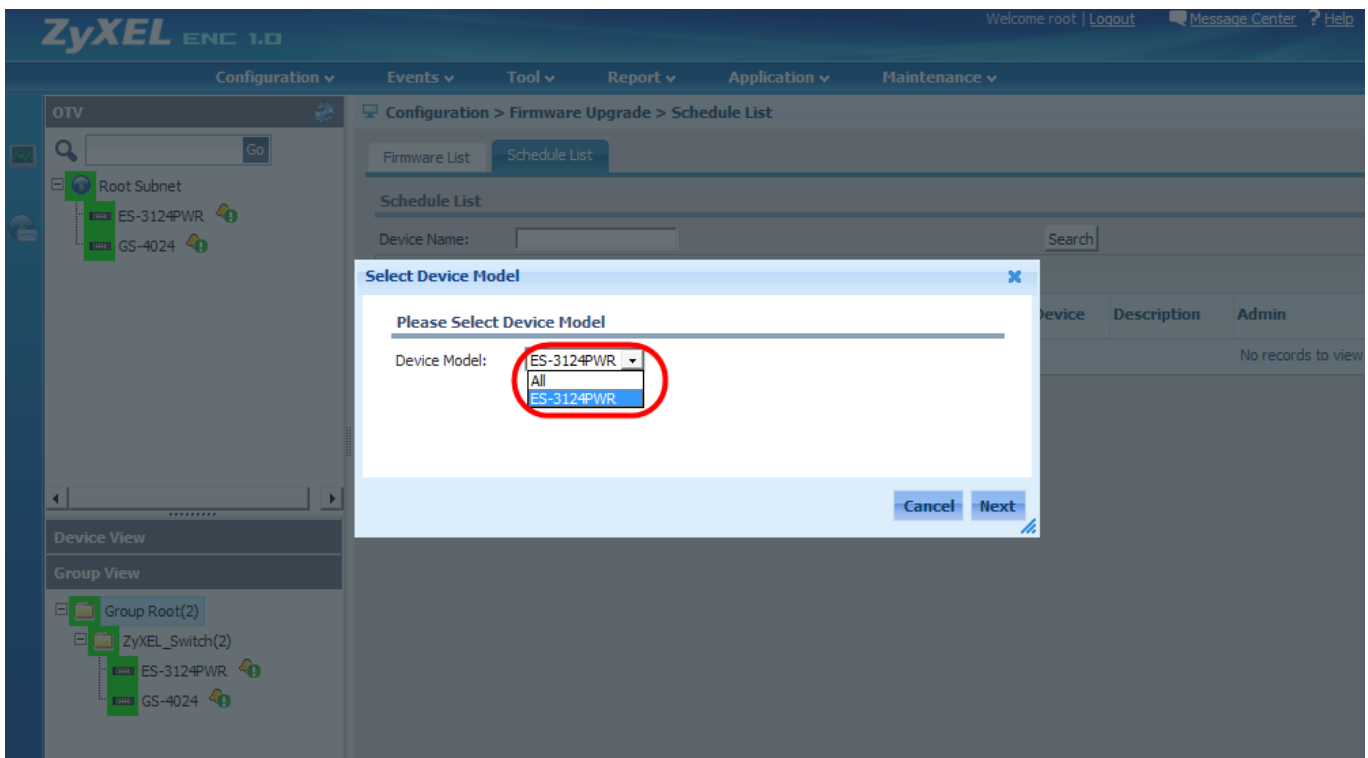 ZyXEL ENC 1.0
Welcome root | Logout Message Center ? Help
Configuration Events Tool Report Application Maintenance
OTV
Go
Root Subnet
ES-3124PWR
GS-4024
Configuration > Firmware Upgrade > Schedule List
Firmware List Schedule List
Schedule List
Device Name: Search
Device Description Admin
No records to view
Select Device Model
Please Select Device Model
Device Model: ES-3124PWR
All
ES-3124PWR
Cancel Next
Device View
Group View
Group Root(2)
ZyXEL_Switch(2)
ES-3124PWR
GS-4024